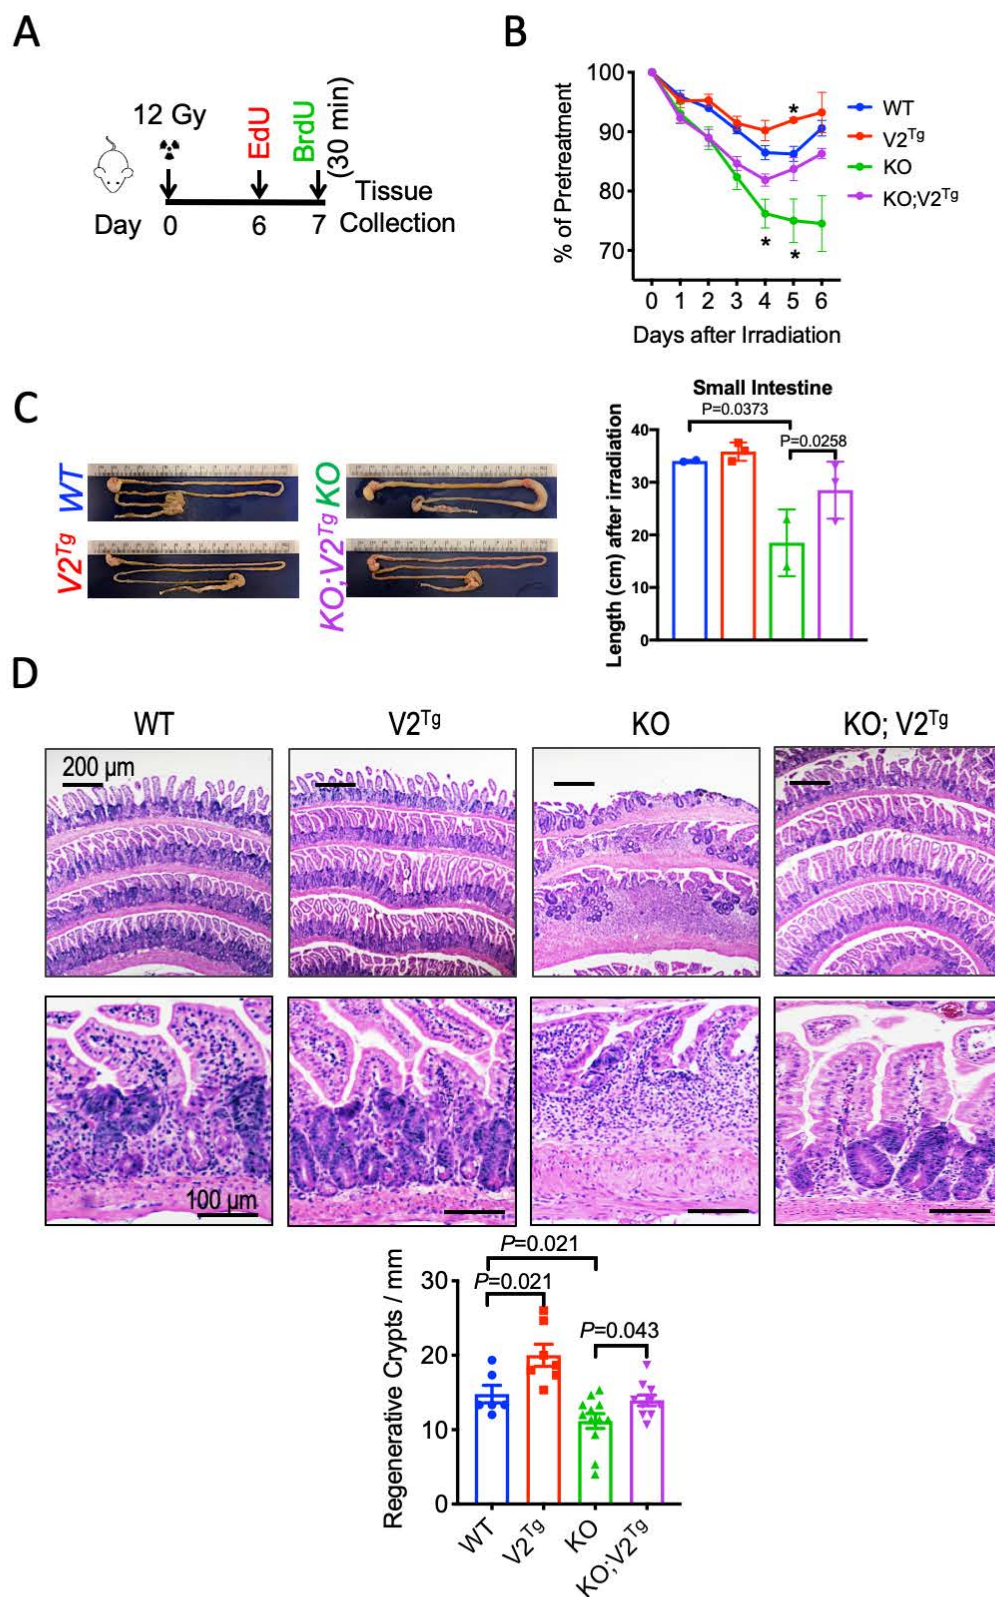 A
12 Gy
EdU
BrdU
(30 min)
Tissue
Collection
Day 0 6 7
B
% of Pretreatment
100
90
80
70
0 1 2 3 4 5 6
Days after Irradiation
*
*
*
WT
V2Tg
KO
KO;V2Tg
C
WT
V2Tg
KO
KO;V2Tg
Small Intestine
P=0.0373
P=0.0258
Length (cm) after irradiation
40
30
20
10
0
D
WT V2Tg KO KO; V2Tg
200 µm
100 µm
P=0.021
P=0.021
P=0.043
Regenerative Crypts / mm
30
20
10
0
WT
V2Tg
KO
KO;V2Tg